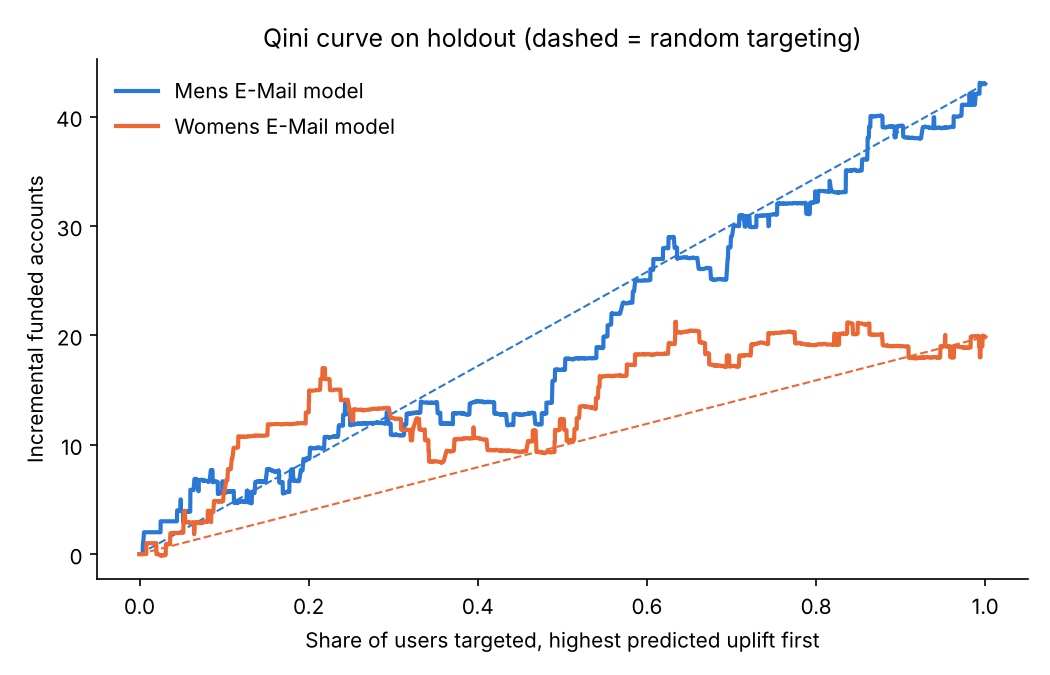 Qini curve on holdout (dashed = random targeting)
Mens E-Mail model
Womens E-Mail model
Incremental funded accounts
40
30
20
10
0
0.0 0.2 0.4 0.6 0.8 1.0
Share of users targeted, highest predicted uplift first